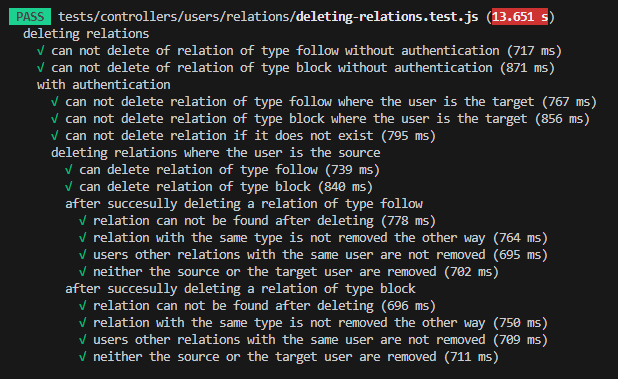 PASS tests/controllers/users/relations/deleting-relations.test.js (13.651 s)
deleting relations
√ can not delete of relation of type follow without authentication (717 ms)
√ can not delete of relation of type block without authentication (871 ms)
with authentication
√ can not delete relation of type follow where the user is the target (767 ms)
√ can not delete relation of type block where the user is the target (856 ms)
√ can not delete relation if it does not exist (795 ms)
deleting relations where the user is the source
√ can delete relation of type follow (739 ms)
√ can delete relation of type block (840 ms)
after succesully deleting a relation of type follow
√ relation can not be found after deleting (778 ms)
√ relation with the same type is not removed the other way (764 ms)
√ users other relations with the same user are not removed (695 ms)
√ neither the source or the target user are removed (702 ms)
after succesully deleting a relation of type block
√ relation can not be found after deleting (696 ms)
√ relation with the same type is not removed the other way (750 ms)
√ users other relations with the same user are not removed (709 ms)
√ neither the source or the target user are removed (711 ms)